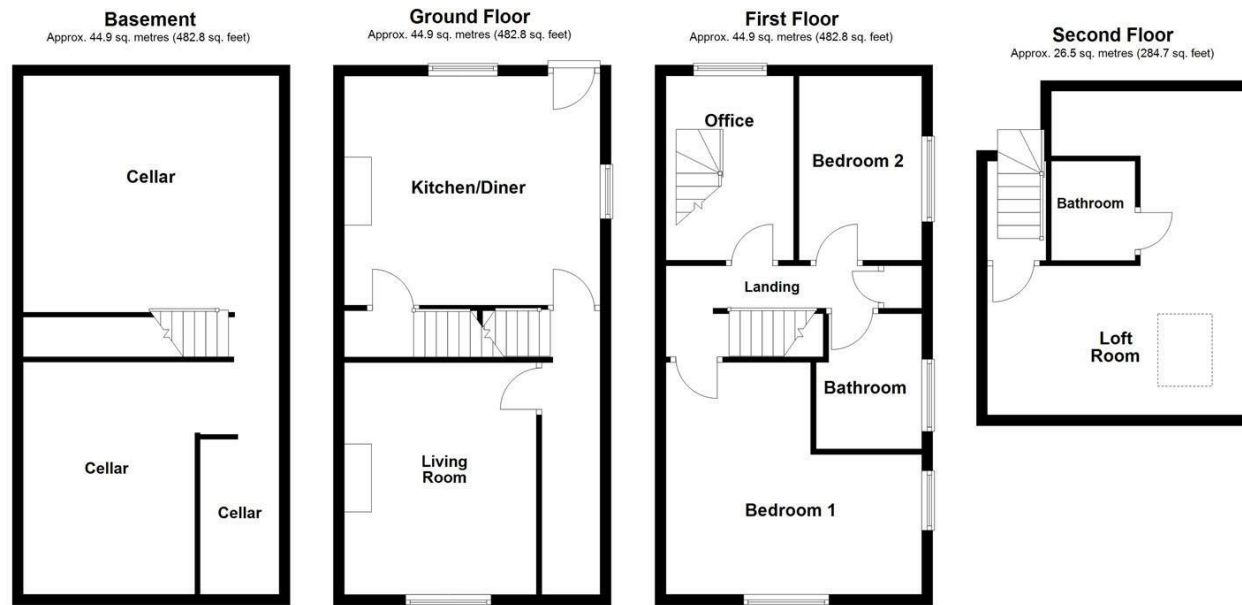 Basement
Approx. 44.9 sq. metres (482.8 sq. feet)
Cellar
Cellar
Cellar
Ground Floor
Approx. 44.9 sq. metres (482.8 sq. feet)
Kitchen/Diner
Living
Room
First Floor
Approx. 44.9 sq. metres (482.8 sq. feet)
Office
Bedroom 2
Landing
Bathroom
Bedroom 1
Second Floor
Approx. 26.5 sq. metres (284.7 sq. feet)
Bathroom
Loft
Room